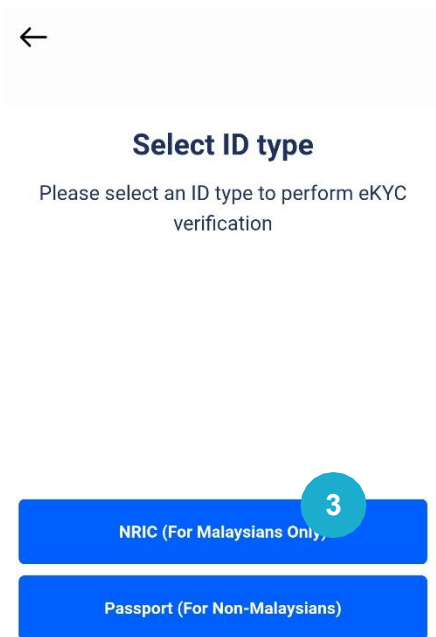 Select ID type
Please select an ID type to perform eKYC
verification
3
NRIC (For Malaysians Only)
Passport (For Non-Malaysians)